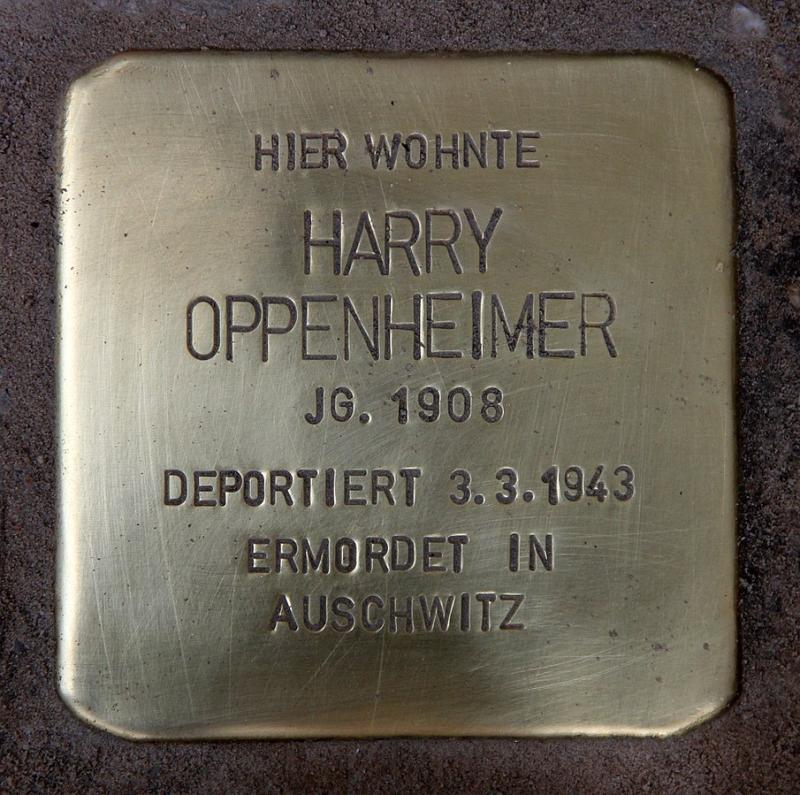 HIER WOHNTE
HARRY
OPPENHEIMER
JG. 1908
DEPORTIERT 3.3.1943
ERMORDET IN
AUSCHWITZ